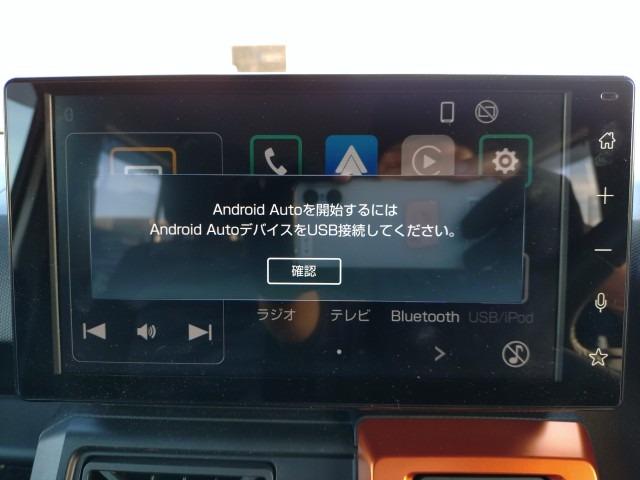 Android Autoを開始するには
Android AutoデバイスをUSB接続してください。
確認
ラジオ
テレビ
Bluetooth
USB/iPod